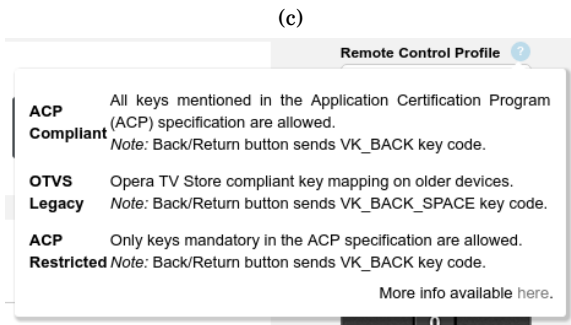 (c)
Remote Control Profile ?
ACP Compliant
All keys mentioned in the Application Certification Program
(ACP) specification are allowed.
Note: Back/Return button sends VK_BACK key code.
OTVS Legacy
Opera TV Store compliant key mapping on older devices.
Note: Back/Return button sends VK_BACK_SPACE key code.
ACP Restricted
Only keys mandatory in the ACP specification are allowed.
Note: Back/Return button sends VK_BACK key code.
More info available here.
0